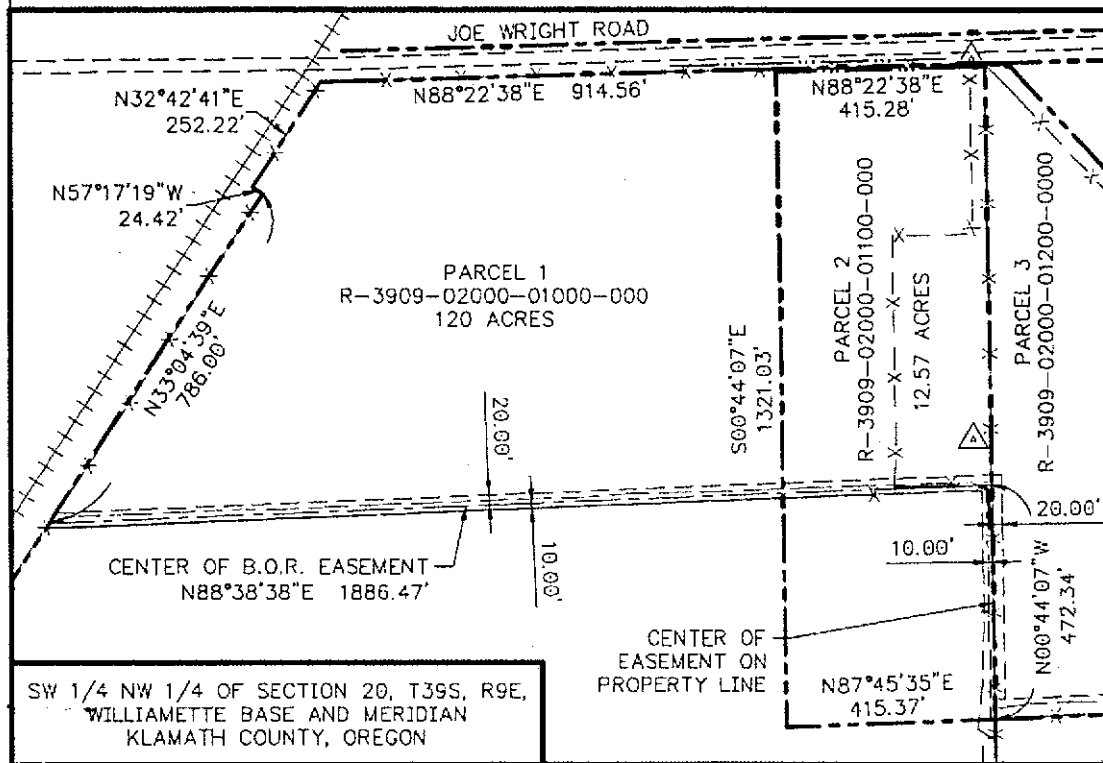 JOE WRIGHT ROAD
N32°42'41"E
252.22'
N88°22'38"E 914.56'
N88°22'38"E
415.28'
N57°17'19"W
24.42'
PARCEL 1
R-3909-02000-01000-000
120 ACRES
N33°04'39"E
786.00'
S00°44'07"E
1321.03'
PARCEL 2
R-3909-02000-01100-000
12.57 ACRES
PARCEL 3
R-3909-02000-01200-0000
20.00'
10.00'
CENTER OF B.O.R. EASEMENT
N88°38'38"E 1886.47'
20.00'
10.00'
N00°44'07"W
472.34'
CENTER OF
EASEMENT ON
PROPERTY LINE
N87°45'35"E
415.37'
SW 1/4 NW 1/4 OF SECTION 20, T39S, R9E,
WILLIAMETTE BASE AND MERIDIAN
KLAMATH COUNTY, OREGON